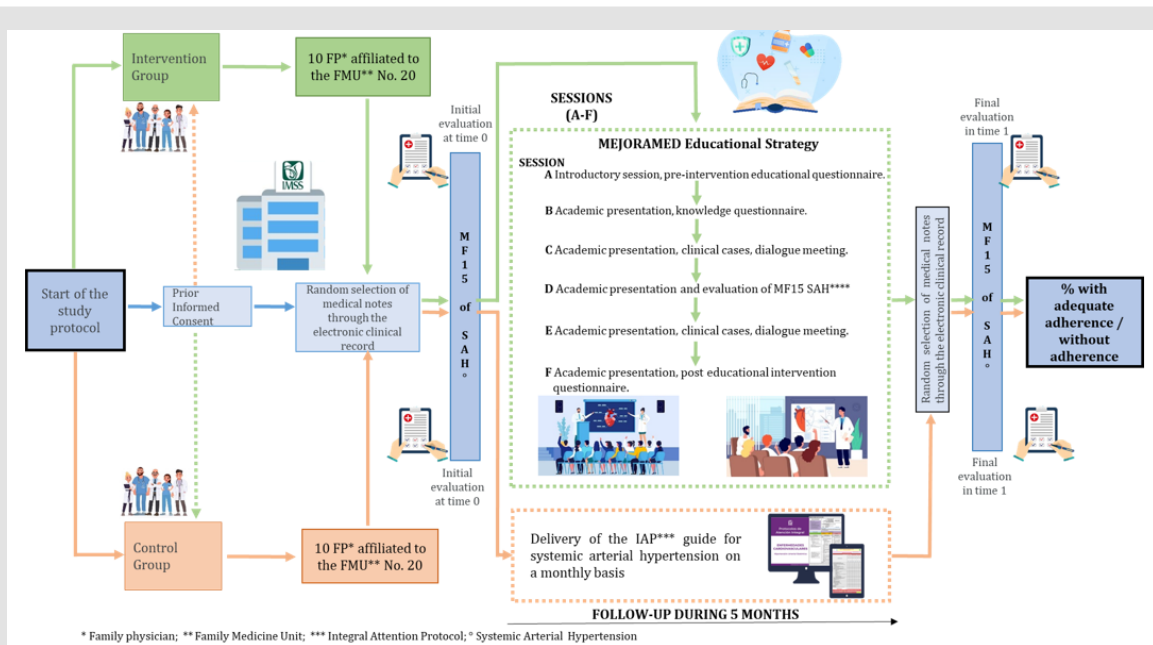 Intervention
Group
10 FP* affiliated to
the FMU** No. 20
IMSS
Start of the
study
protocol
Prior
Informed
Consent
Random selection of
medical notes
through the
electronic clinical
record
Control
Group
10 FP* affiliated to
the FMU** No. 20
Initial
evaluation
at time 0
MF15 of SAH°
Initial
evaluation
at time 0
SESSIONS
(A-F)
MEJORAMED Educational Strategy
SESSION
A Introductory session, pre-intervention educational questionnaire.
B Academic presentation, knowledge questionnaire.
C Academic presentation, clinical cases, dialogue meeting.
D Academic presentation and evaluation of MF15 SAH****
E Academic presentation, clinical cases, dialogue meeting.
F Academic presentation, post educational intervention
questionnaire.
Delivery of the IAP*** guide for
systemic arterial hypertension on
a monthly basis
FOLLOW-UP DURING 5 MONTHS
Random selection of medical notes
through the electronic clinical record
Final
evaluation
in time 1
MF15 of SAH°
Final
evaluation
in time 1
% with
adequate
adherence /
without
adherence
* Family physician; ** Family Medicine Unit; *** Integral Attention Protocol; ° Systemic Arterial Hypertension